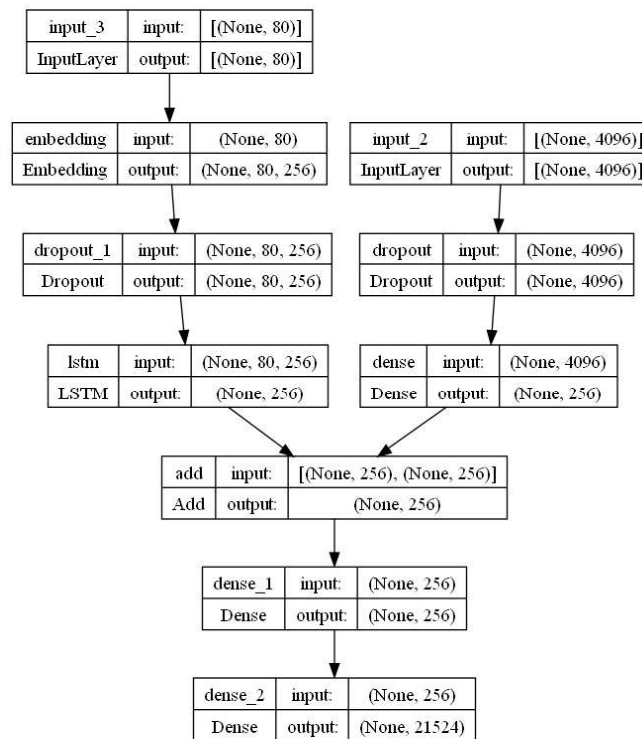 input_3 input: [(None, 80)]
InputLayer output: [(None, 80)]
embedding input: (None, 80)
Embedding output: (None, 80, 256)
input_2 input: [(None, 4096)]
InputLayer output: [(None, 4096)]
dropout_1 input: (None, 80, 256)
Dropout output: (None, 80, 256)
dropout input: (None, 4096)
Dropout output: (None, 4096)
lstm input: (None, 80, 256)
LSTM output: (None, 256)
dense input: (None, 4096)
Dense output: (None, 256)
add input: [(None, 256), (None, 256)]
Add output: (None, 256)
dense_1 input: (None, 256)
Dense output: (None, 256)
dense_2 input: (None, 256)
Dense output: (None, 21524)